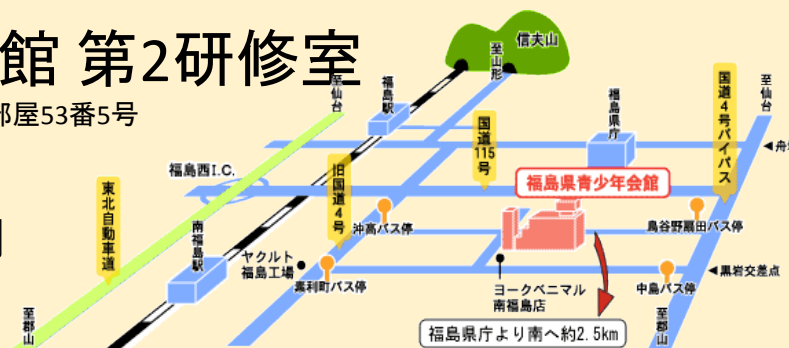 館 第2研修室
部屋53番5号
信夫山
至山形
至仙台
福島駅
国道4号バイパス
至仙台
福島県庁
国道115号
福島西I.C.
旧国道4号
福島県青少年会館
東北自動車道
沖高バス停
鳥谷野扇田バス停
南福島駅
ヤクルト
福島工場
黒岩交差点
ヨークベニマル
南福島店
中島バス停
至郡山
至郡山
福島県庁より南へ約2.5km